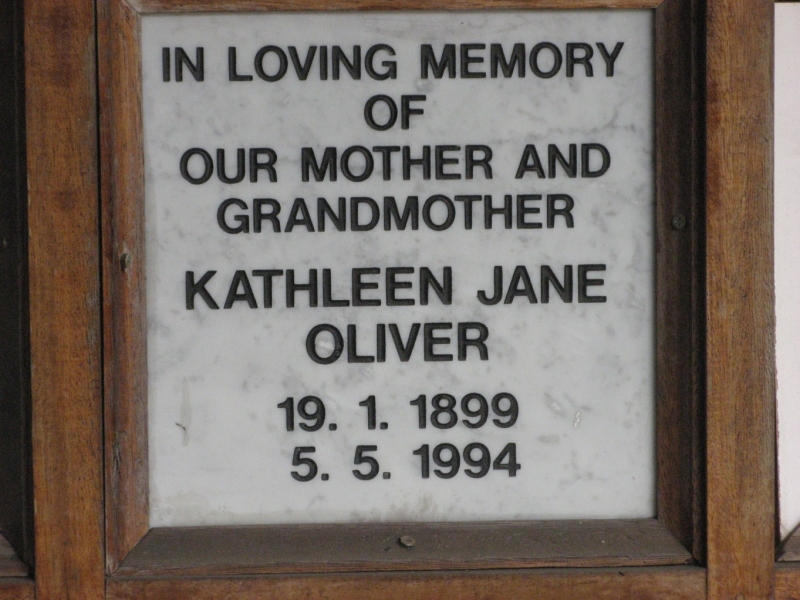 IN LOVING MEMORY
OF
OUR MOTHER AND
GRANDMOTHER
KATHLEEN JANE
OLIVER
19. 1. 1899
5. 5. 1994